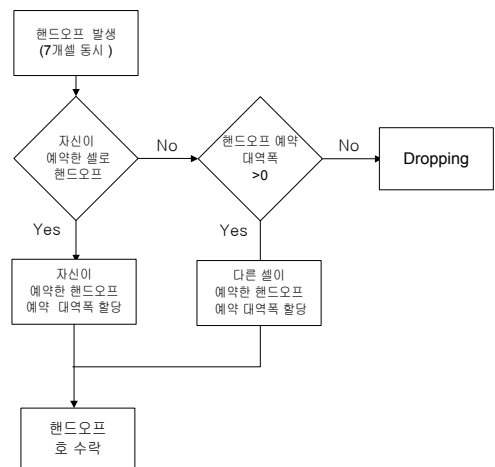 핸드오프 발생
(7개셀 동시 )
자신이
예약한 셀로
핸드오프
No
핸드오프 예약
대역폭
>0
No
Dropping
Yes
Yes
자신이
예약한 핸드오프
예약 대역폭 할당
다른 셀이
예약한 핸드오프
예약 대역폭 할당
핸드오프
호 수락